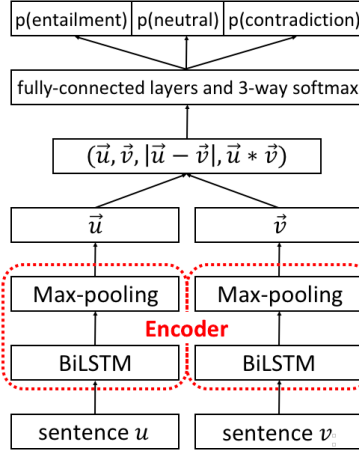 p(entailment) p(neutral) p(contradiction)
fully-connected layers and 3-way softmax
(u⃗, v⃗, |u⃗ − v⃗|, u⃗ * v⃗)
u⃗ v⃗
Max-pooling Max-pooling
Encoder
BiLSTM BiLSTM
sentence u sentence v